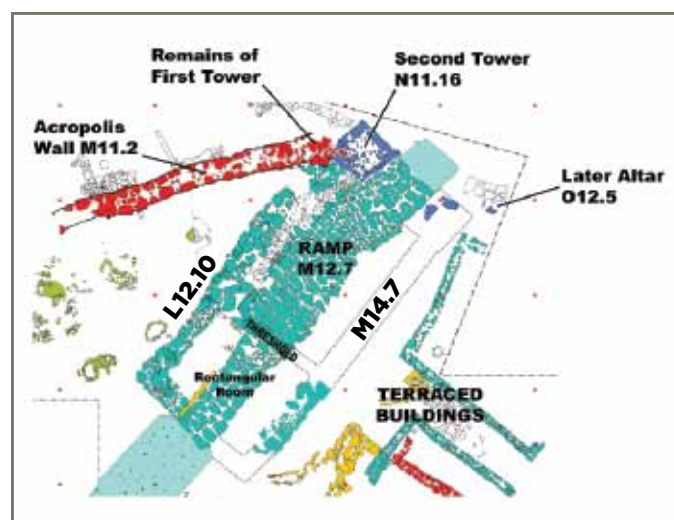 Remains of
First Tower
Second Tower
N11.16
Acropolis
Wall M11.2
Later Altar
O12.5
RAMP
M12.7
L12.10
M14.7
THRESHOLD
Rectangular
Room
TERRACED
BUILDINGS